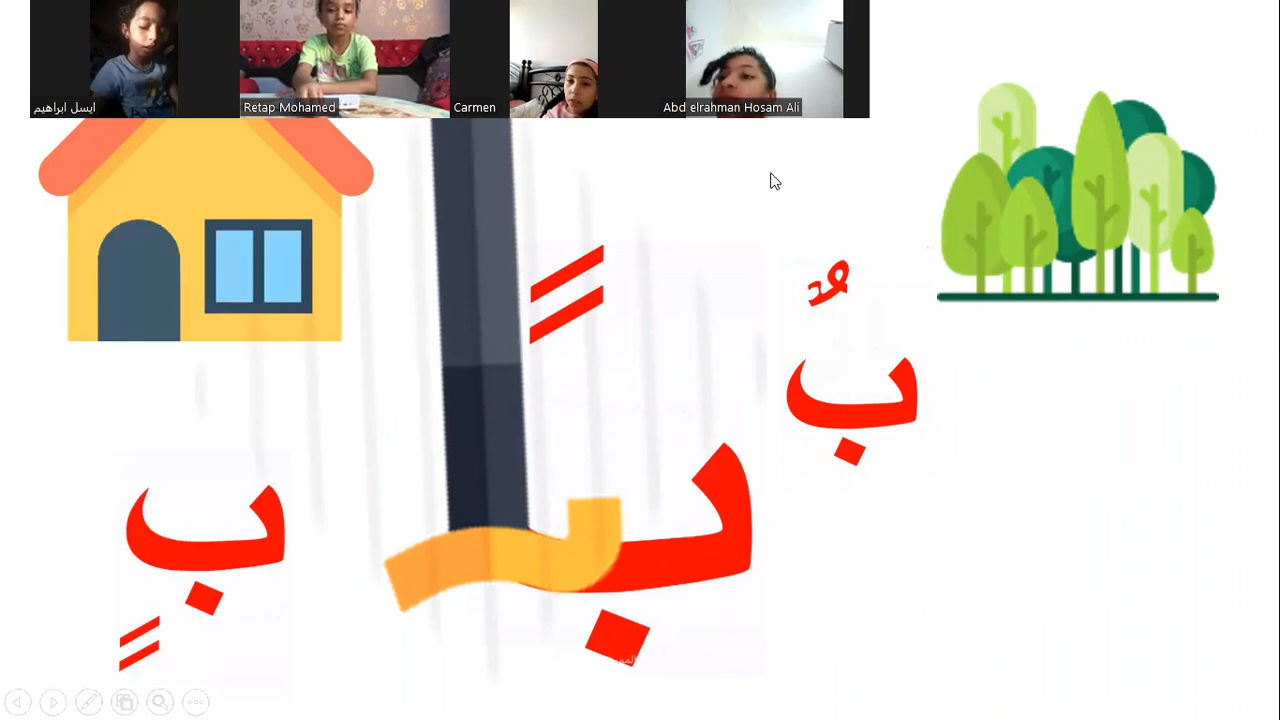 ايسل ابراهيم
Retap Mohamed
Carmen
Abd elrahman Hosam Ali
بٌ
بً
بٍ